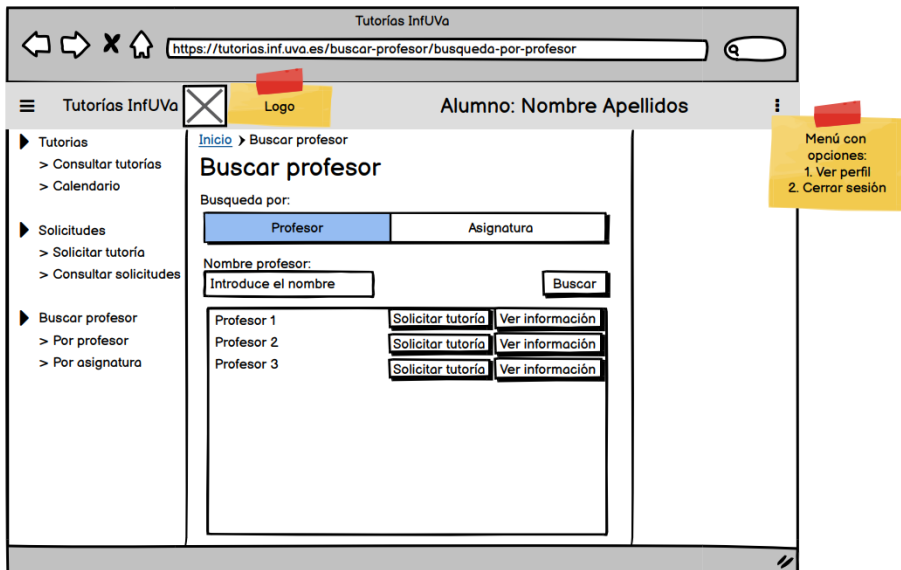 Tutorías InfUVa
https://tutorias.inf.uva.es/buscar-profesor/busqueda-por-profesor
Tutorías InfUVa
Logo
Alumno: Nombre Apellidos
Menú con
opciones:
1. Ver perfil
2. Cerrar sesión
Tutorias
> Consultar tutorías
> Calendario
Solicitudes
> Solicitar tutoría
> Consultar solicitudes
Buscar profesor
> Por profesor
> Por asignatura
Inicio > Buscar profesor
Buscar profesor
Busqueda por:
Profesor Asignatura
Nombre profesor:
Introduce el nombre Buscar
Profesor 1 Solicitar tutoría Ver información
Profesor 2 Solicitar tutoría Ver información
Profesor 3 Solicitar tutoría Ver información